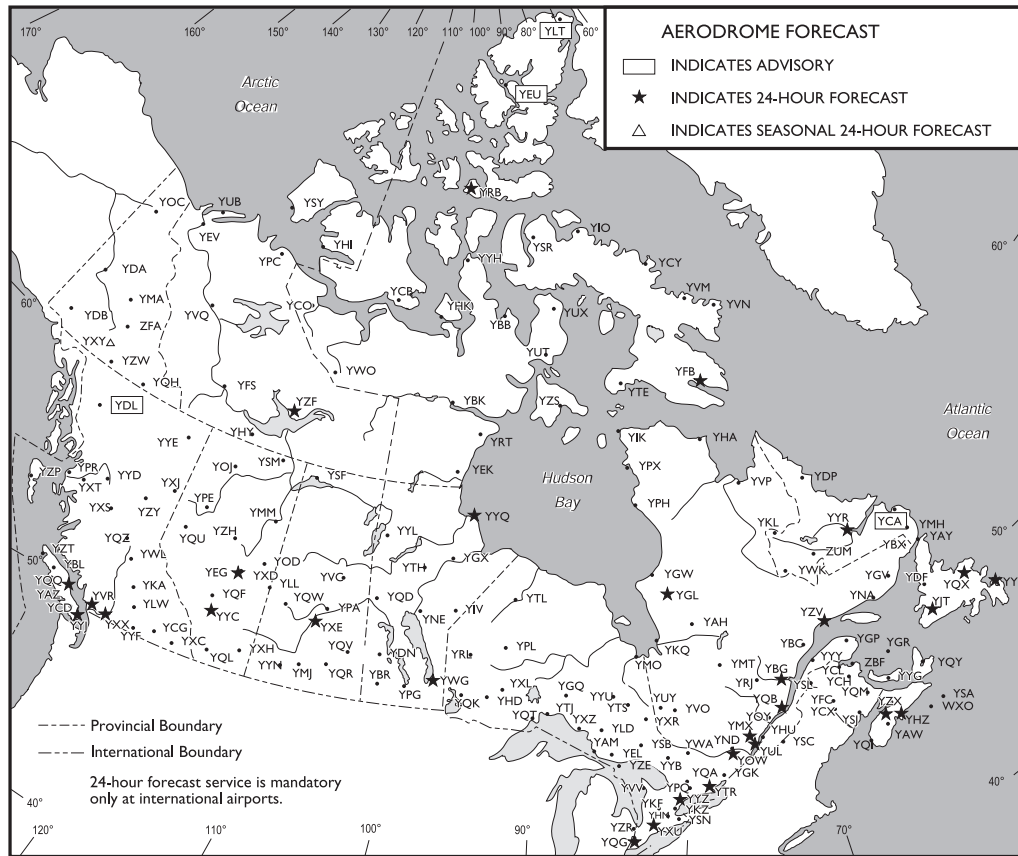 170° 160° 150° 140° 130° 120° 110° 100° 90° 80° 70° 60°
AERODROME FORECAST
INDICATES ADVISORY
INDICATES 24-HOUR FORECAST
INDICATES SEASONAL 24-HOUR FORECAST
YLT
YEU
Arctic
Ocean
YRB
YOC
YUB
YSY
YEV
YHI
YPC
YIO
YSR
YCY
YYH
60°
YDA
YMA
YDB
ZFA
YXY
YZW
YVQ
YCO
YCB
YHK
YBB
YUX
YVM
YVN
60°
YUT
YQH
YFS
YWO
YFB
YTE
YDL
YZF
YBK
YZS
Atlantic
Ocean
YYE
YHY
YRT
YIK
YHA
Hudson
Bay
YZP
YPR
YXT
YYD
YXJ
YOJ
YSM
YSF
YEK
YPX
YVP
YDP
YXS
YZY
YPE
YMM
YPH
YYQ
YYR
YCA
YMH
YAY
50°
YQZ
YQU
YZH
YYL
YKL
ZUM
YBX
50°
YZT
YBL
YQQ
YAZ
YCD
YYJ
YWL
YEG
YXD
YOD
YLL
YVC
YTH
YGX
YGW
YWK
YGV
YDF
YQX
YYT
YJT
YVR
YXX
YKA
YLW
YYF
YQF
YYC
YQW
YPA
YXE
YQD
YNE
YIV
YTL
YGL
YNA
YZV
YCG
YXC
YQL
YXH
YYN
YMJ
YQV
YQR
YDN
YBR
YPG
YWG
YRL
YPL
YMO
YKQ
YAH
YBC
YGP
YGR
YYY
YCL
ZBF
YCH
YQY
YYG
YMT
YRJ
YBG
YSL
YQM
YSA
WXO
YQK
YXL
YHD
YQT
YGQ
YTJ
YXZ
YYU
YTS
YLD
YUY
YXR
YVO
YQB
YOY
YFC
YCX
YSJ
YZX
YHZ
YAW
YQI
YMX
YHU
YUL
YSC
YND
YOW
YAM
YEL
YZE
YSB
YYB
YWA
YQA
YGK
YVV
YPQ
YTR
YYZ
YKF
YKZ
YHN
YSN
YZR
YXU
YQG
Provincial Boundary
International Boundary
24-hour forecast service is mandatory
only at international airports.
40°
40°
120° 110° 100° 90° 70°